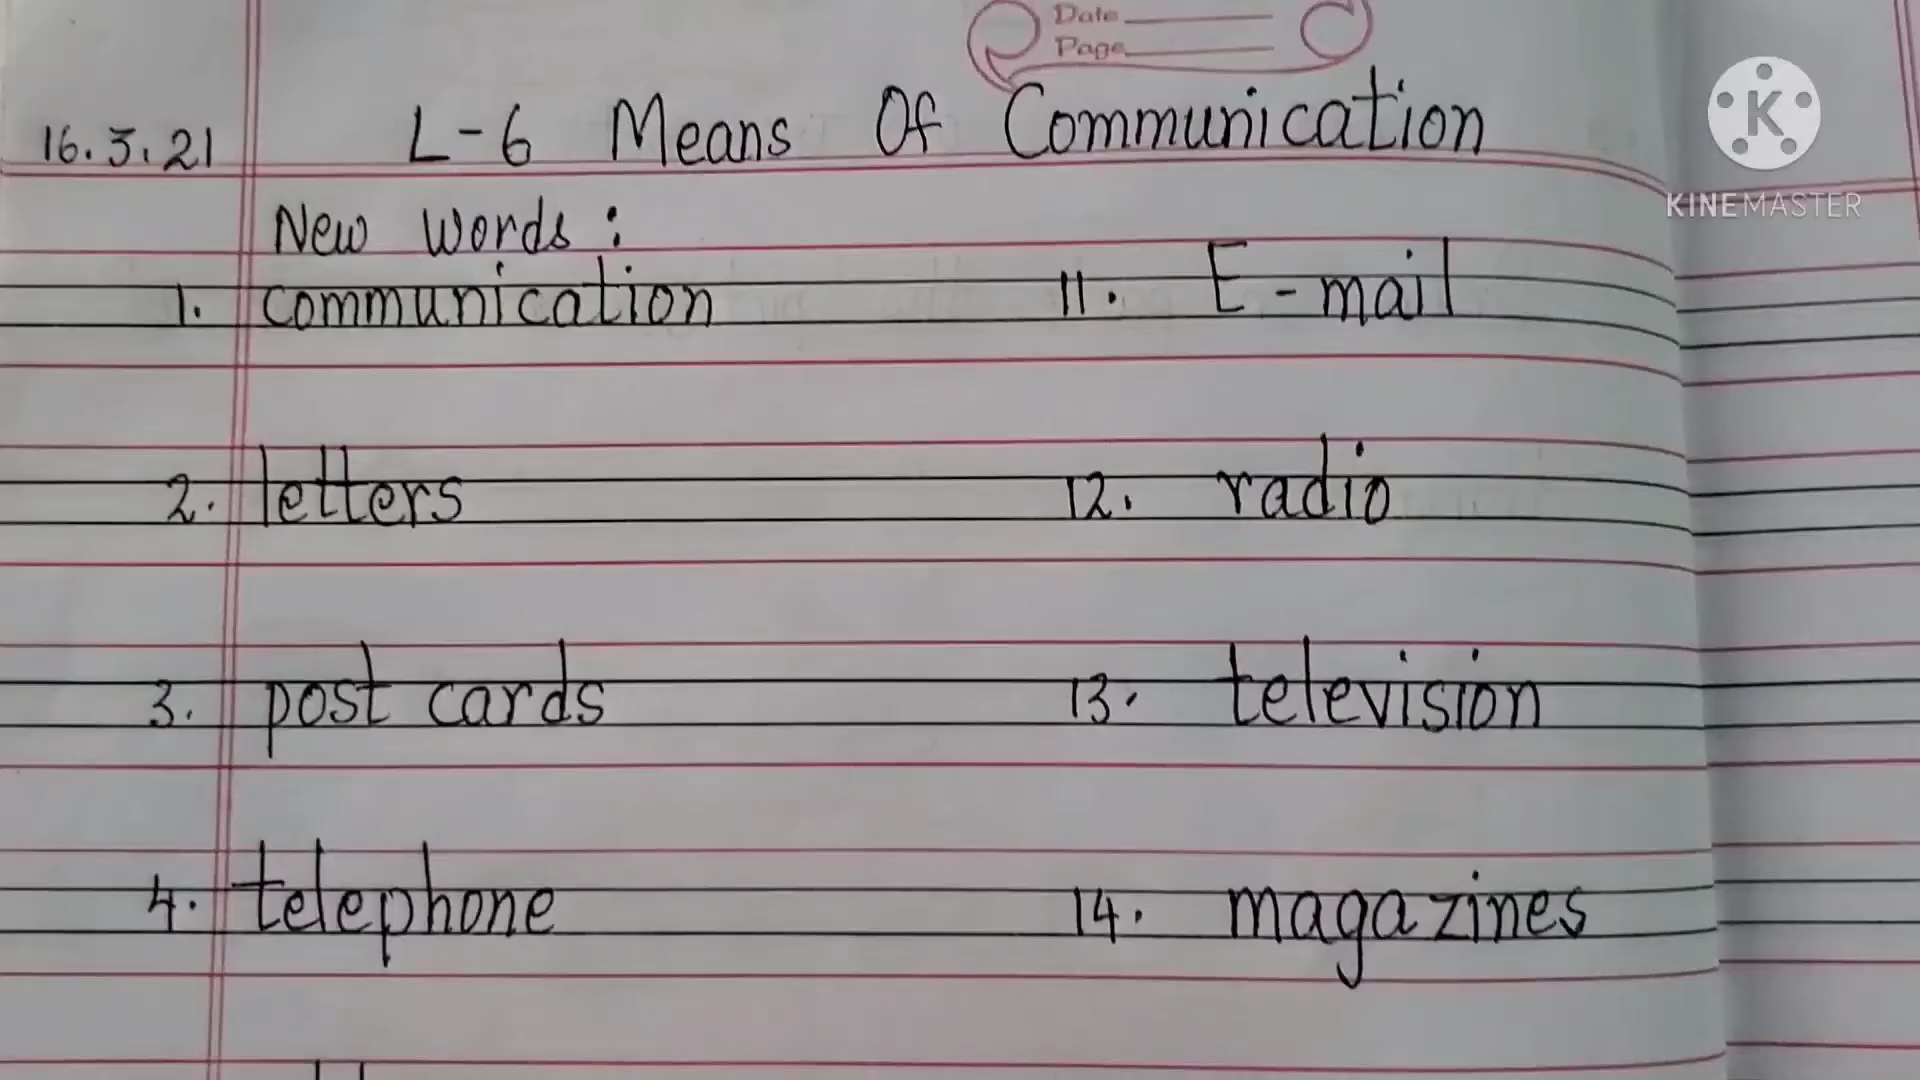 Date
Page
16.3.21 L-6 Means Of Communication
New Words :
1. communication 11. E-mail
2. letters 12. radio
3. post cards 13. television
4. telephone 14. magazines
K
KINEMASTER